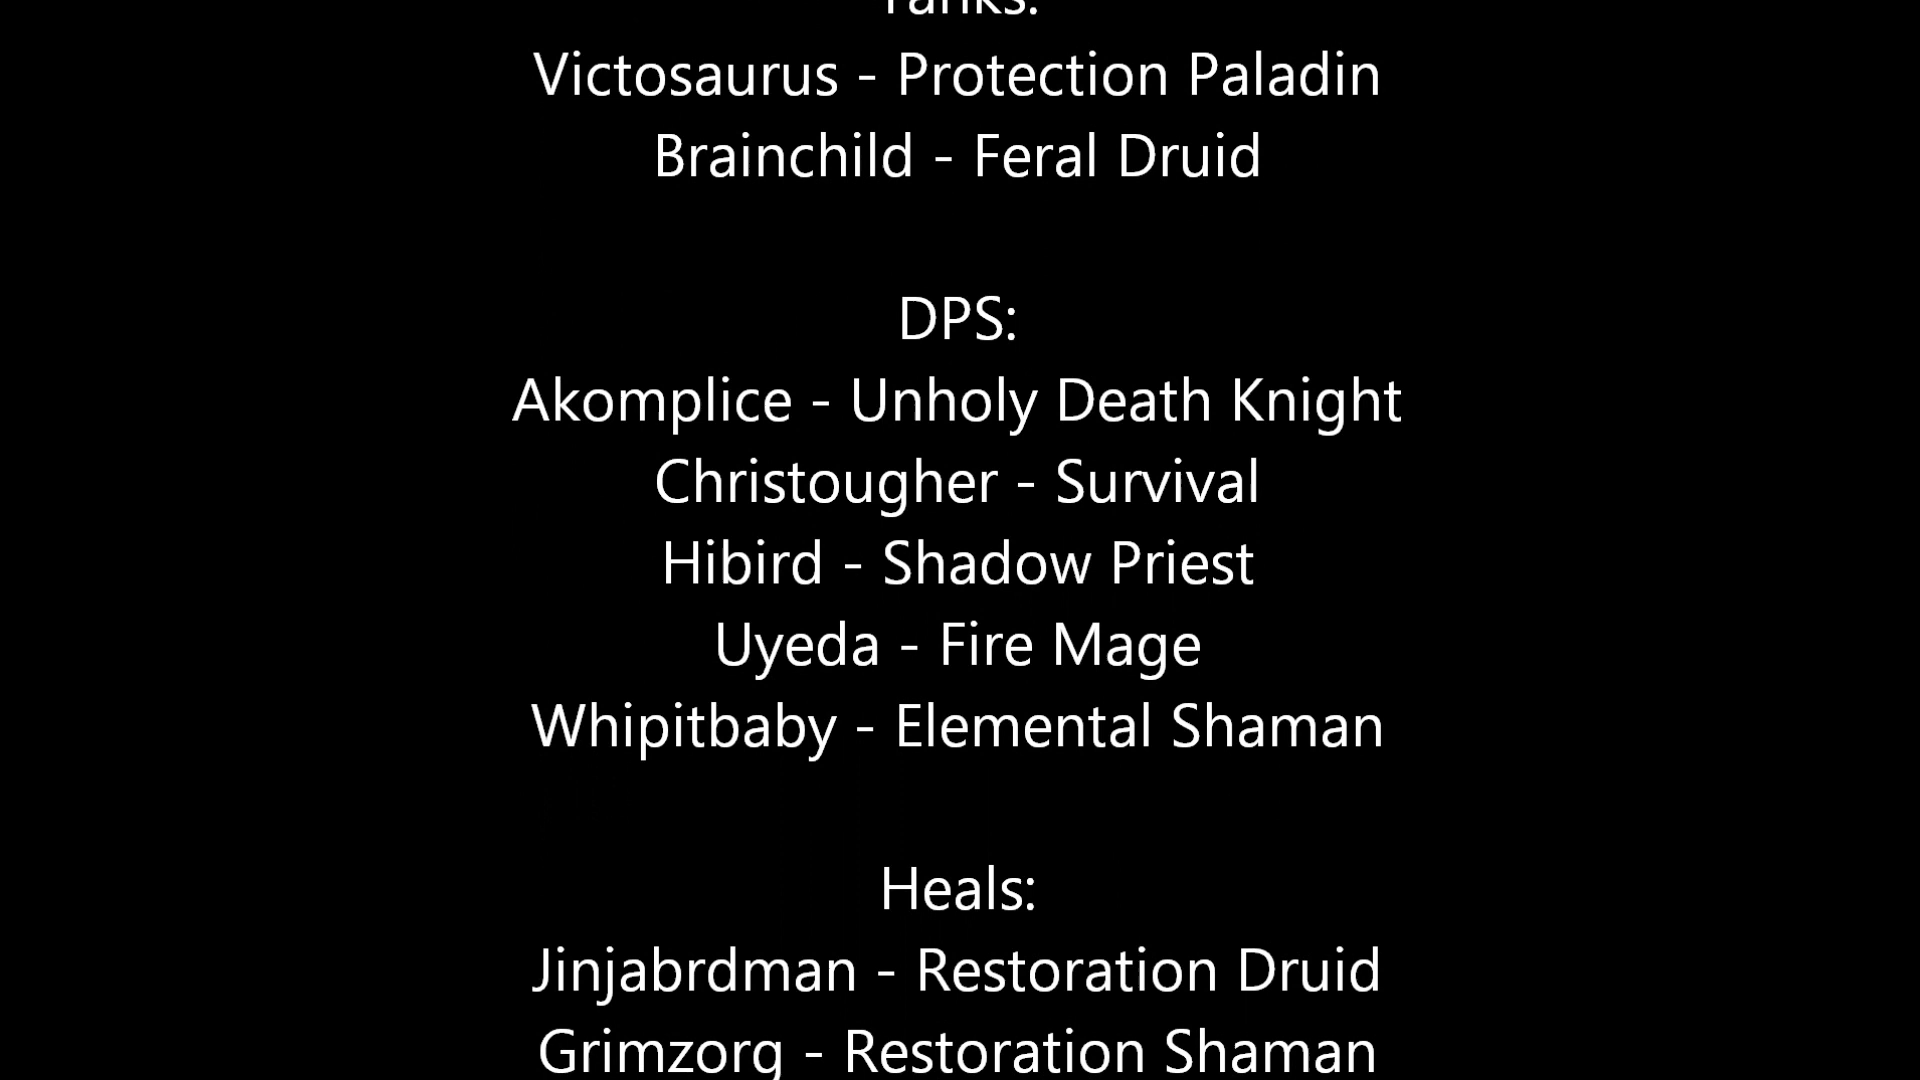 Tanks:
Victosaurus - Protection Paladin
Brainchild - Feral Druid
DPS:
Akomplice - Unholy Death Knight
Christougher - Survival
Hibird - Shadow Priest
Uyeda - Fire Mage
Whipitbaby - Elemental Shaman
Heals:
Jinjabrdman - Restoration Druid
Grimzorg - Restoration Shaman